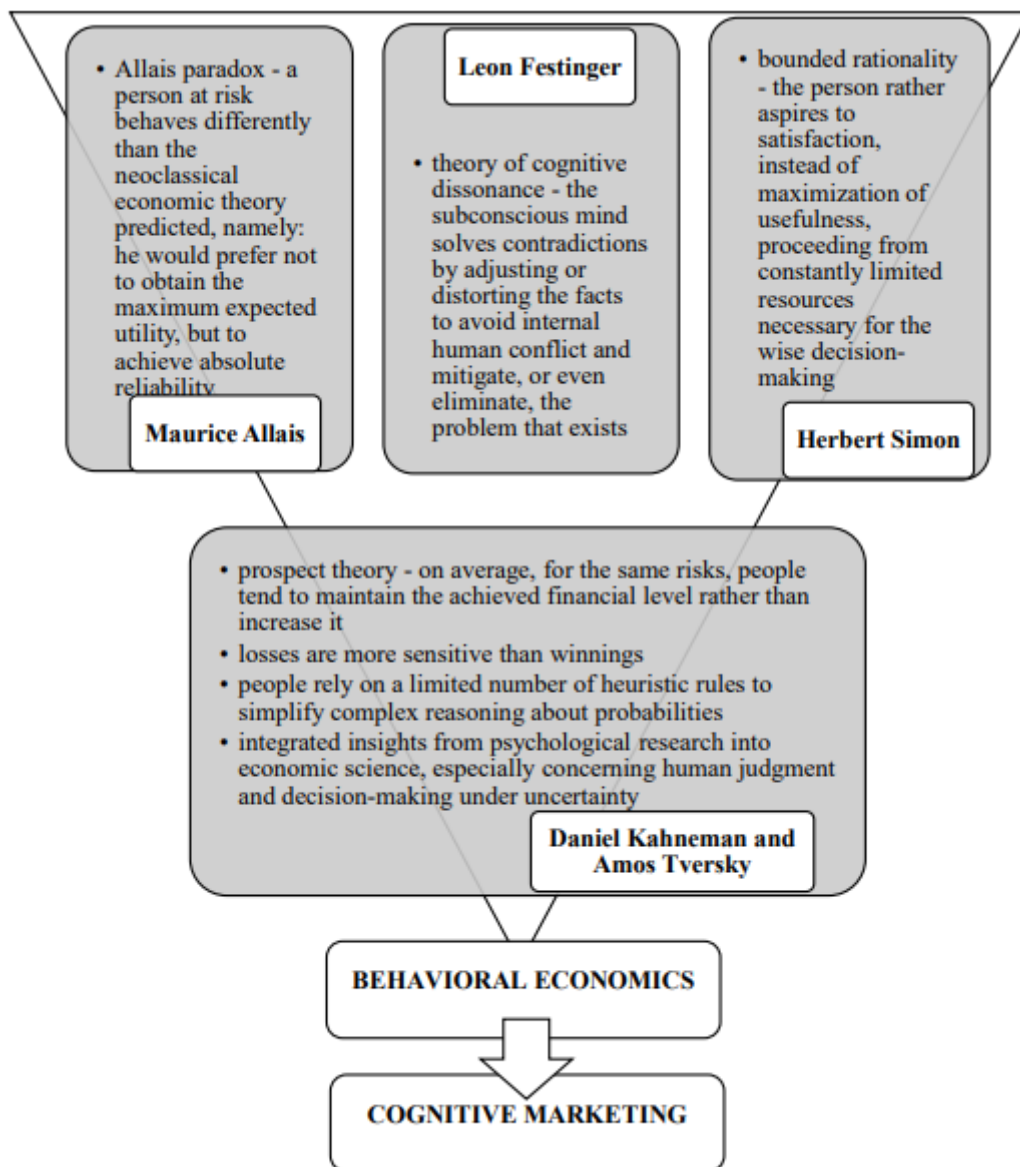 • Allais paradox - a
person at risk
behaves differently
than the
neoclassical
economic theory
predicted, namely:
he would prefer not
to obtain the
maximum expected
utility, but to
achieve absolute
reliability
Maurice Allais
Leon Festinger
• theory of cognitive
dissonance - the
subconscious mind
solves contradictions
by adjusting or
distorting the facts
to avoid internal
human conflict and
mitigate, or even
eliminate, the
problem that exists
• bounded rationality
- the person rather
aspires to
satisfaction,
instead of
maximization of
usefulness,
proceeding from
constantly limited
resources
necessary for the
wise decision-
making
Herbert Simon
• prospect theory - on average, for the same risks, people
tend to maintain the achieved financial level rather than
increase it
• losses are more sensitive than winnings
• people rely on a limited number of heuristic rules to
simplify complex reasoning about probabilities
• integrated insights from psychological research into
economic science, especially concerning human judgment
and decision-making under uncertainty
Daniel Kahneman and
Amos Tversky
BEHAVIORAL ECONOMICS
COGNITIVE MARKETING